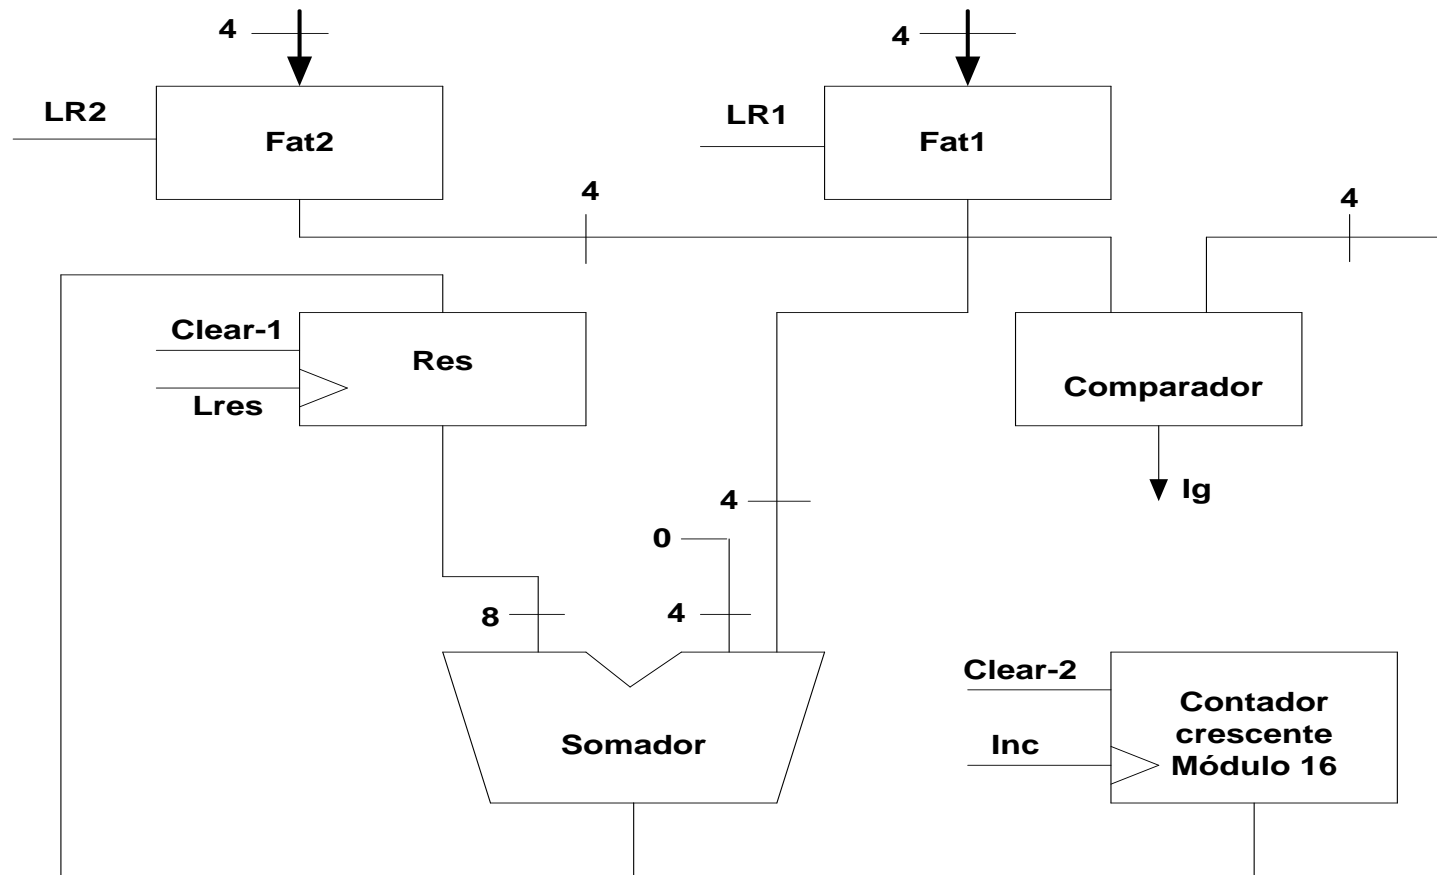 4
4
LR2
Fat2
LR1
Fat1
4
4
Clear-1
Res
Lres
Comparador
Ig
4
0
8
4
Clear-2
Contador
crescente
Módulo 16
Somador
Inc